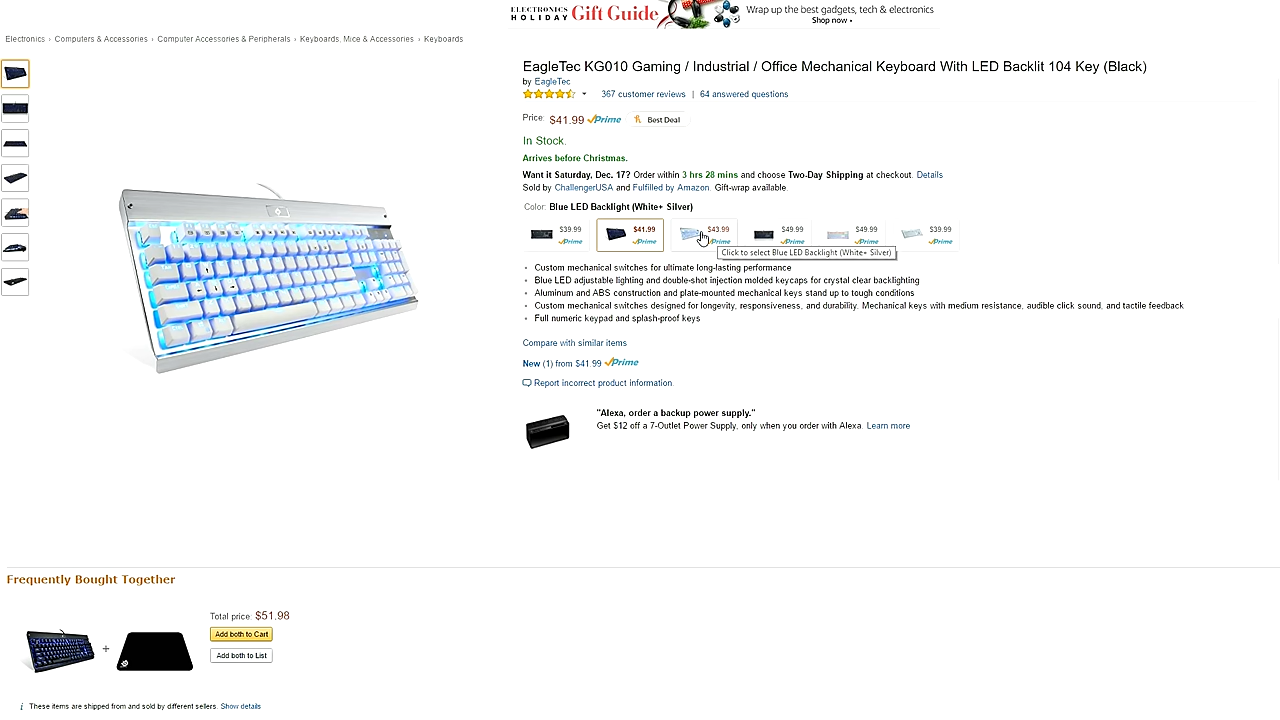 ELECTRONICS
HOLIDAY Gift Guide
Wrap up the best gadgets, tech & electronics
Shop now ▸
Electronics › Computers & Accessories › Computer Accessories & Peripherals › Keyboards, Mice & Accessories › Keyboards
EagleTec KG010 Gaming / Industrial / Office Mechanical Keyboard With LED Backlit 104 Key (Black)
by EagleTec
367 customer reviews | 64 answered questions
Price: $41.99 Prime Best Deal
In Stock.
Arrives before Christmas.
Want it Saturday, Dec. 17? Order within 3 hrs 28 mins and choose Two-Day Shipping at checkout. Details
Sold by ChallengerUSA and Fulfilled by Amazon. Gift-wrap available.
Color: Blue LED Backlight (White+ Silver)
$39.99 $41.99 $43.99 $49.99 $49.99 $39.99
Prime Prime Prime Prime Prime Prime
Click to select Blue LED Backlight (White+ Silver)
• Custom mechanical switches for ultimate long-lasting performance
• Blue LED adjustable lighting and double-shot injection molded keycaps for crystal clear backlighting
• Aluminum and ABS construction and plate-mounted mechanical keys stand up to tough conditions
• Custom mechanical switches designed for longevity, responsiveness, and durability. Mechanical keys with medium resistance, audible click sound, and tactile feedback
• Full numeric keypad and splash-proof keys
Compare with similar items
New (1) from $41.99 Prime
Report incorrect product information.
"Alexa, order a backup power supply."
Get $12 off a 7-Outlet Power Supply, only when you order with Alexa. Learn more
Frequently Bought Together
Total price: $51.98
Add both to Cart
+
Add both to List
i These items are shipped from and sold by different sellers. Show details